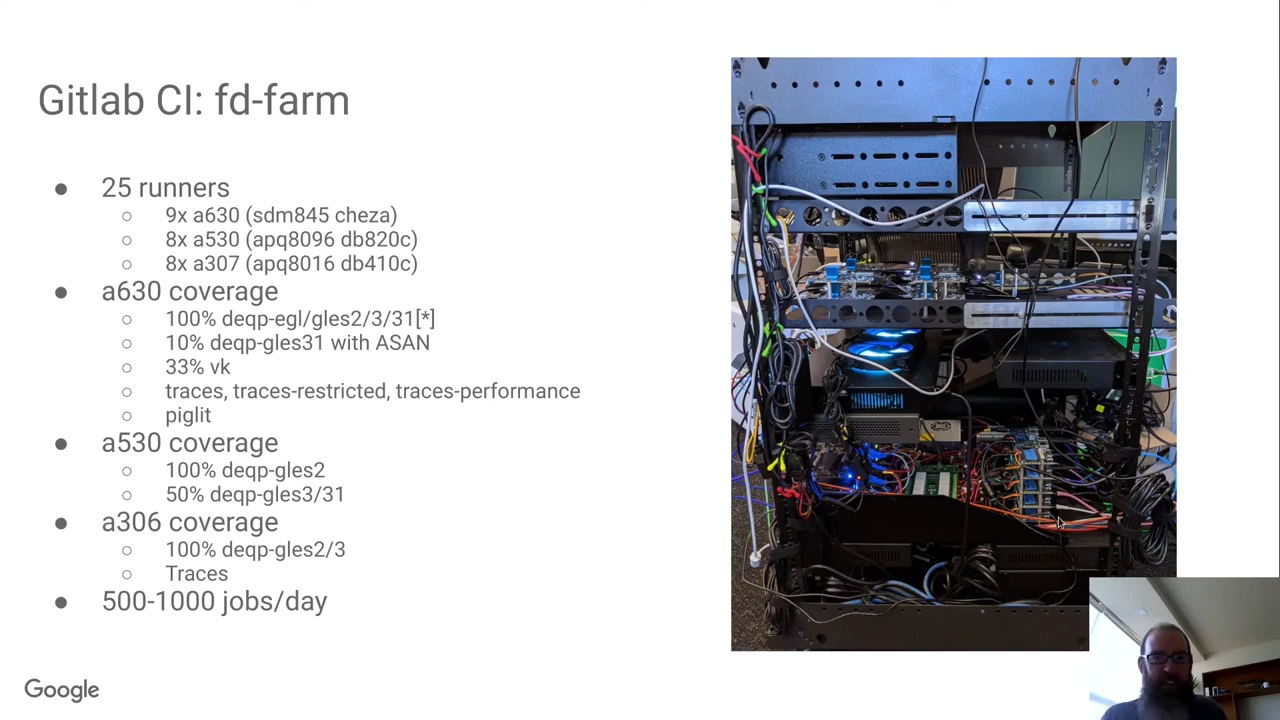 Gitlab CI: fd-farm
● 25 runners
○ 9x a630 (sdm845 cheza)
○ 8x a530 (apq8096 db820c)
○ 8x a307 (apq8016 db410c)
● a630 coverage
○ 100% deqp-egl/gles2/3/31[*]
○ 10% deqp-gles31 with ASAN
○ 33% vk
○ traces, traces-restricted, traces-performance
○ piglit
● a530 coverage
○ 100% deqp-gles2
○ 50% deqp-gles3/31
● a306 coverage
○ 100% deqp-gles2/3
○ Traces
● 500-1000 jobs/day
Google